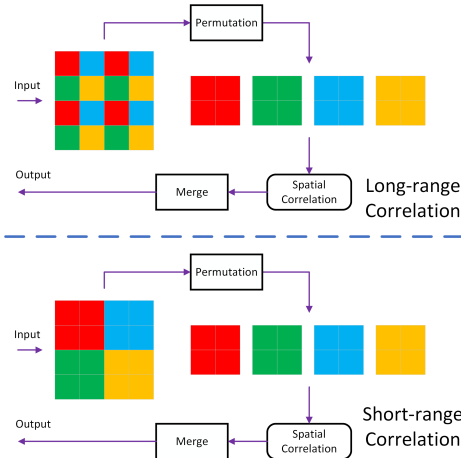 Permutation
Input
Output
Merge
Spatial
Correlation
Long-range
Correlation
Permutation
Input
Output
Merge
Spatial
Correlation
Short-range
Correlation